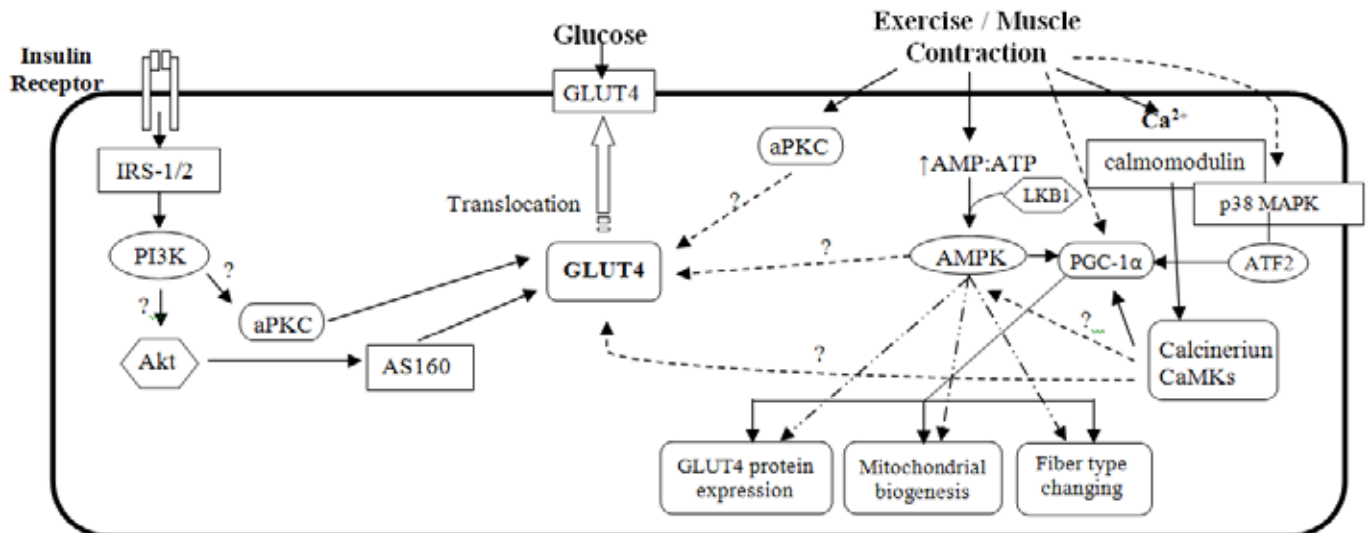 Exercise / Muscle
Contraction
Glucose
Insulin
Receptor
GLUT4
Ca²⁺
aPKC
calmomodulin
IRS-1/2
↑AMP:ATP
LKB1
p38 MAPK
Translocation
?
PI3K
?
GLUT4
?
AMPK
PGC-1α
ATF2
?
aPKC
?
Akt
AS160
?
Calcineriun
CaMKs
GLUT4 protein
expression
Mitochondrial
biogenesis
Fiber type
changing